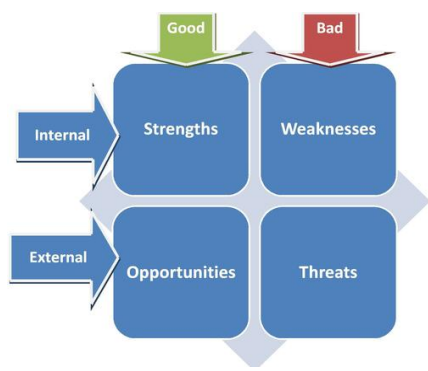 Good
Bad
Internal
Strengths
Weaknesses
External
Opportunities
Threats